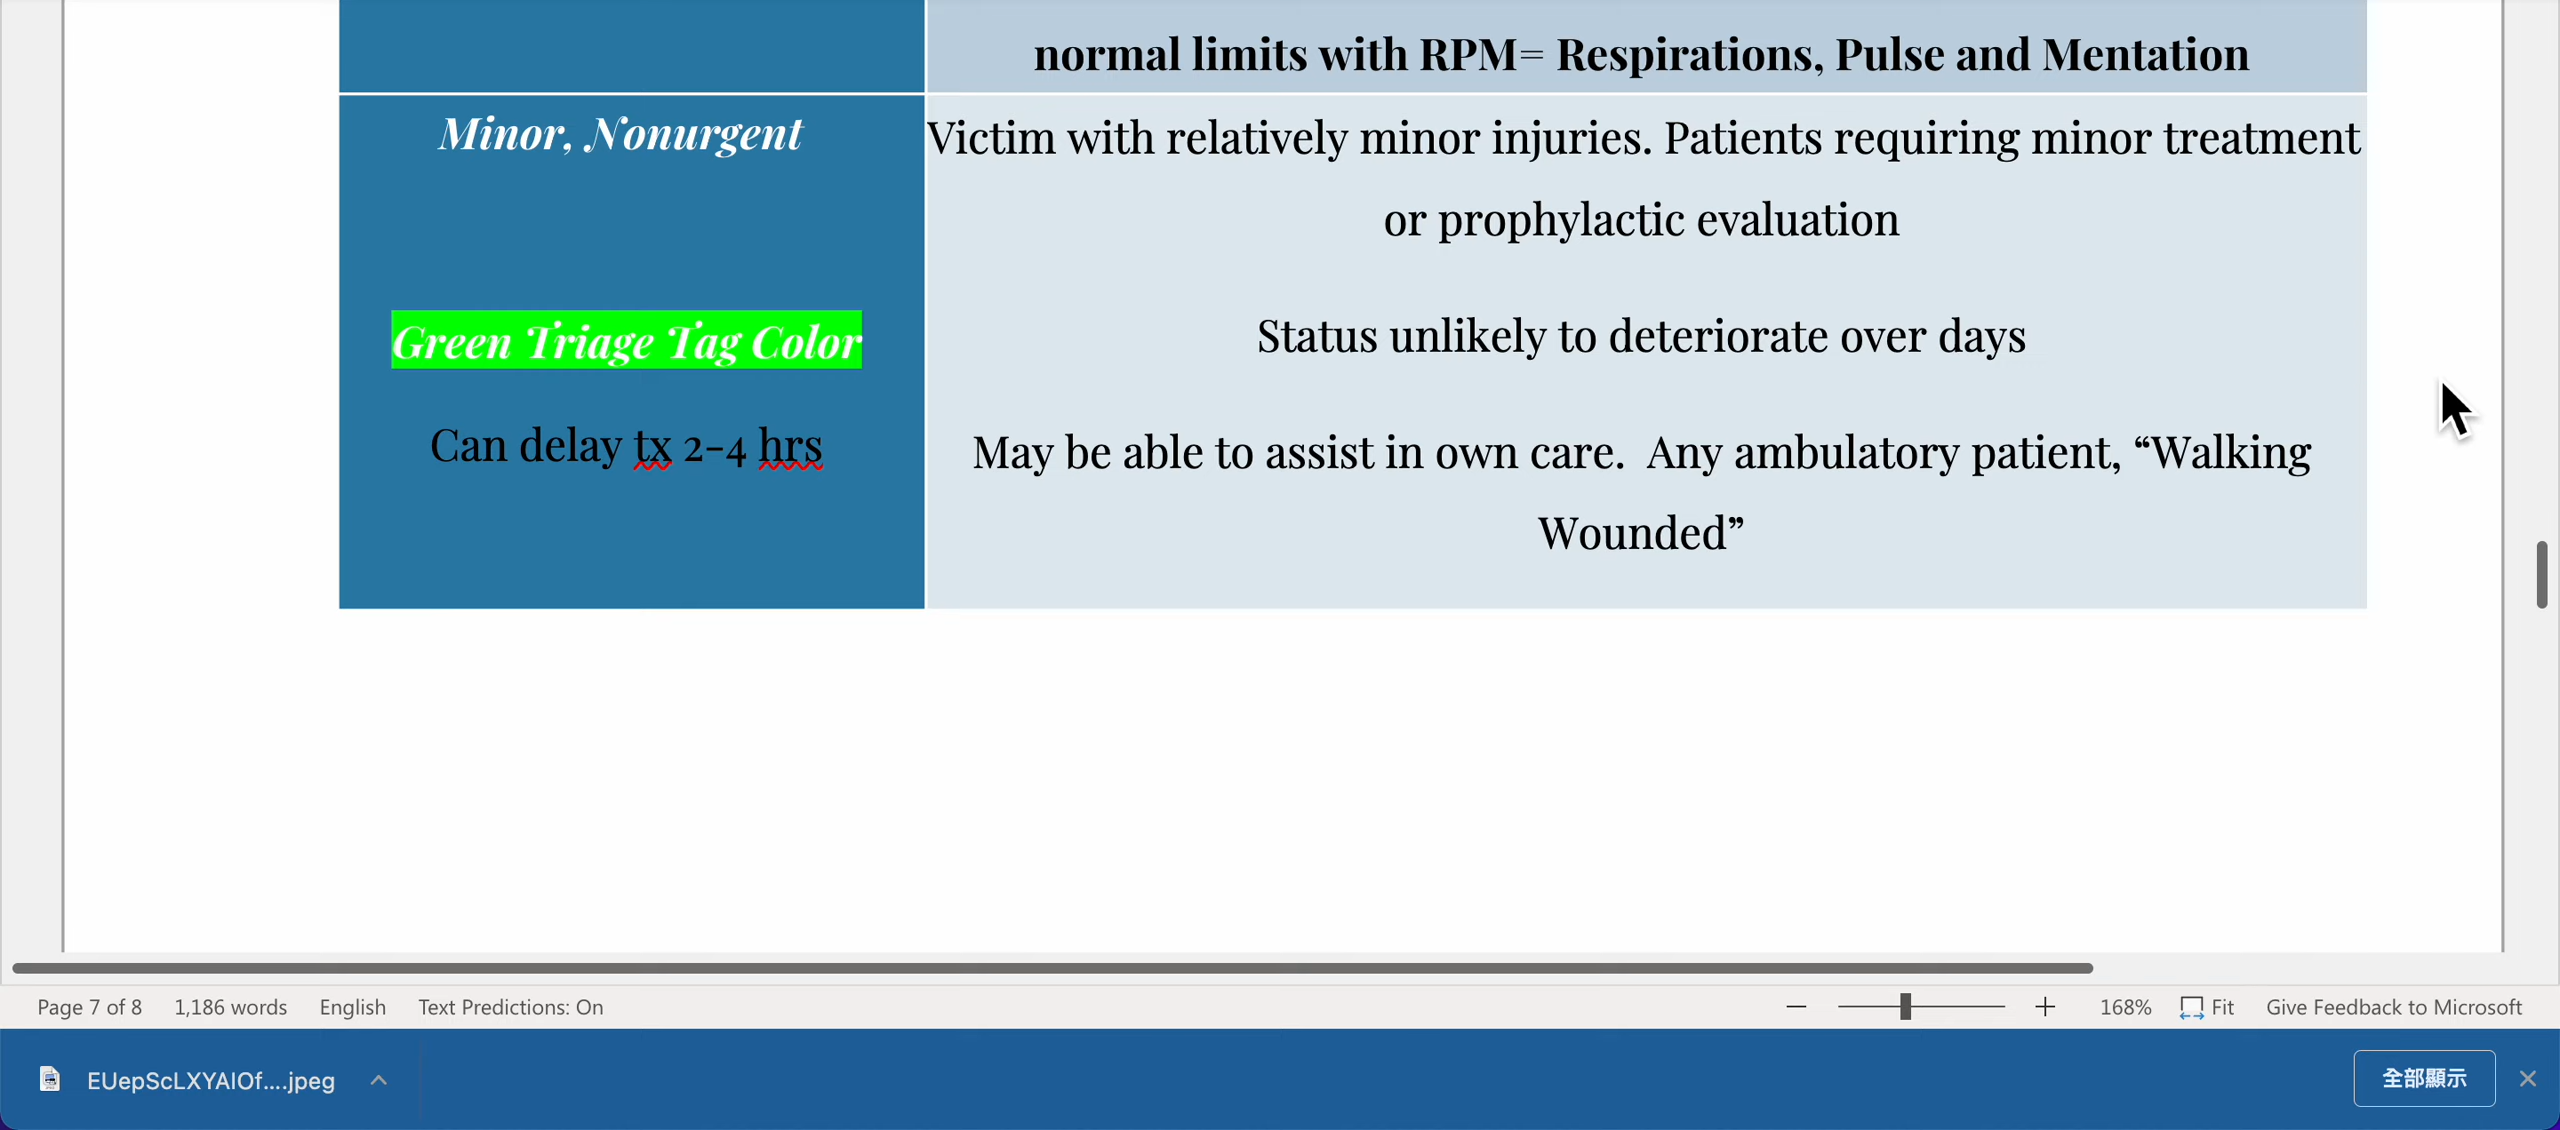 normal limits with RPM= Respirations, Pulse and Mentation
Minor, Nonurgent
Green Triage Tag Color
Can delay tx 2-4 hrs
Victim with relatively minor injuries. Patients requiring minor treatment
or prophylactic evaluation
Status unlikely to deteriorate over days
May be able to assist in own care.  Any ambulatory patient, “Walking
Wounded”
Page 7 of 8 1,186 words English Text Predictions: On 168% Fit Give Feedback to Microsoft
EUepScLXYAIOf....jpeg 全部顯示